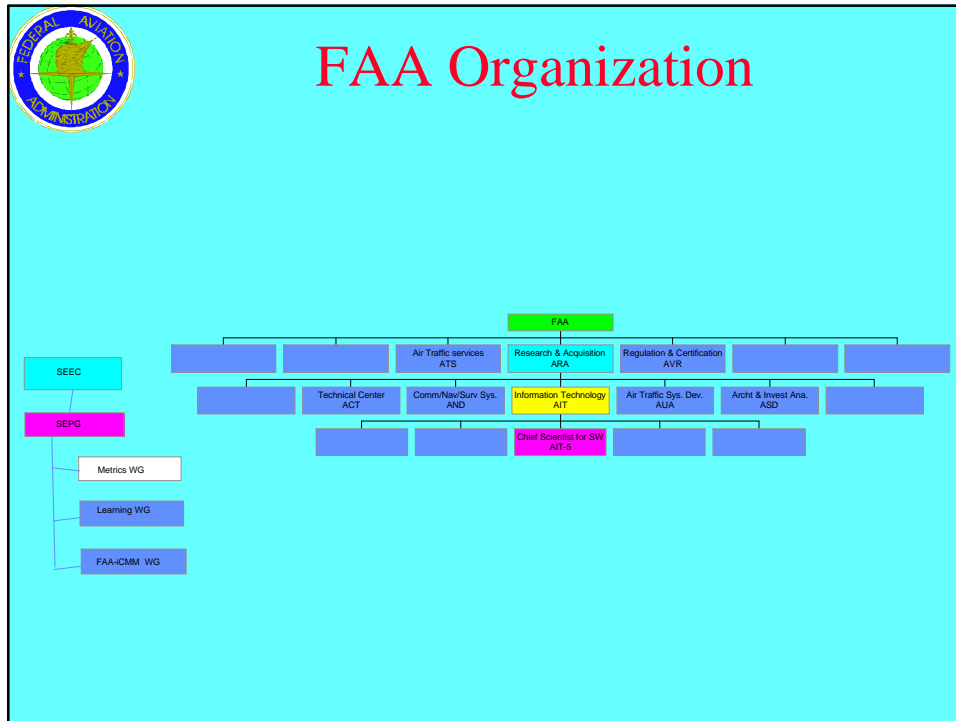 FEDERAL AVIATION
ADMINISTRATION
FAA Organization
FAA
Air Traffic services
ATS
Research & Acquisition
ARA
Regulation & Certification
AVR
SEEC
Technical Center
ACT
Comm/Nav/Surv Sys.
AND
Information Technology
AIT
Air Traffic Sys. Dev.
AUA
Archt & Invest Ana.
ASD
SEPG
Chief Scientist for SW
AIT-5
Metrics WG
Learning WG
FAA-iCMM WG